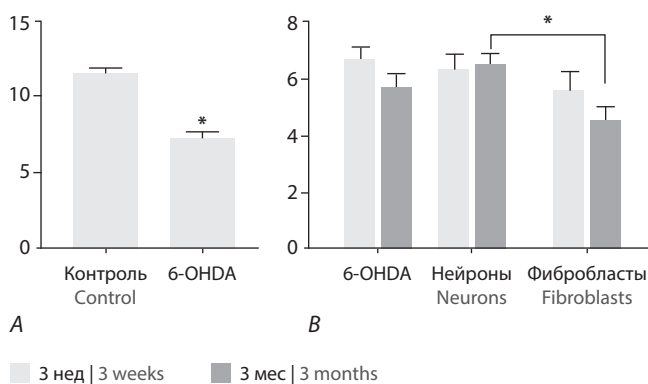 15
10
5
0
*
Контроль
Control
6-OHDA
A
8
6
4
2
0
*
6-OHDA
Нейроны
Neurons
Фибробласты
Fibroblasts
B
3 нед | 3 weeks
3 мес | 3 months